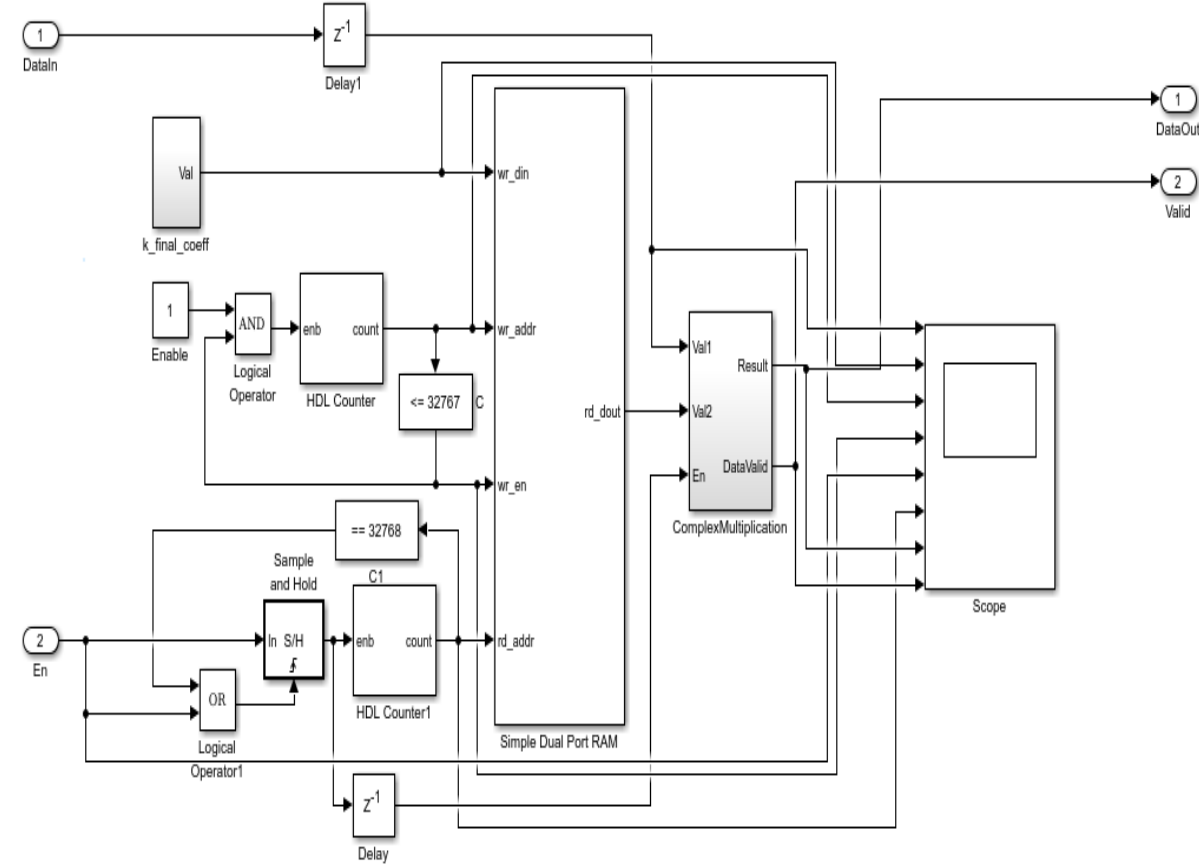 1
DataIn
z-1
Delay1
1
DataOut
2
Valid
Val
k_final_coeff
wr_din
1
Enable
AND
Logical
Operator
enb
count
HDL Counter
wr_addr
<= 32767
C
rd_dout
wr_en
Val1
Val2
En
Result
DataValid
ComplexMultiplication
Scope
== 32768
C1
Sample
and Hold
In
S/H
2
En
OR
Logical
Operator1
enb
count
HDL Counter1
rd_addr
Simple Dual Port RAM
z-1
Delay